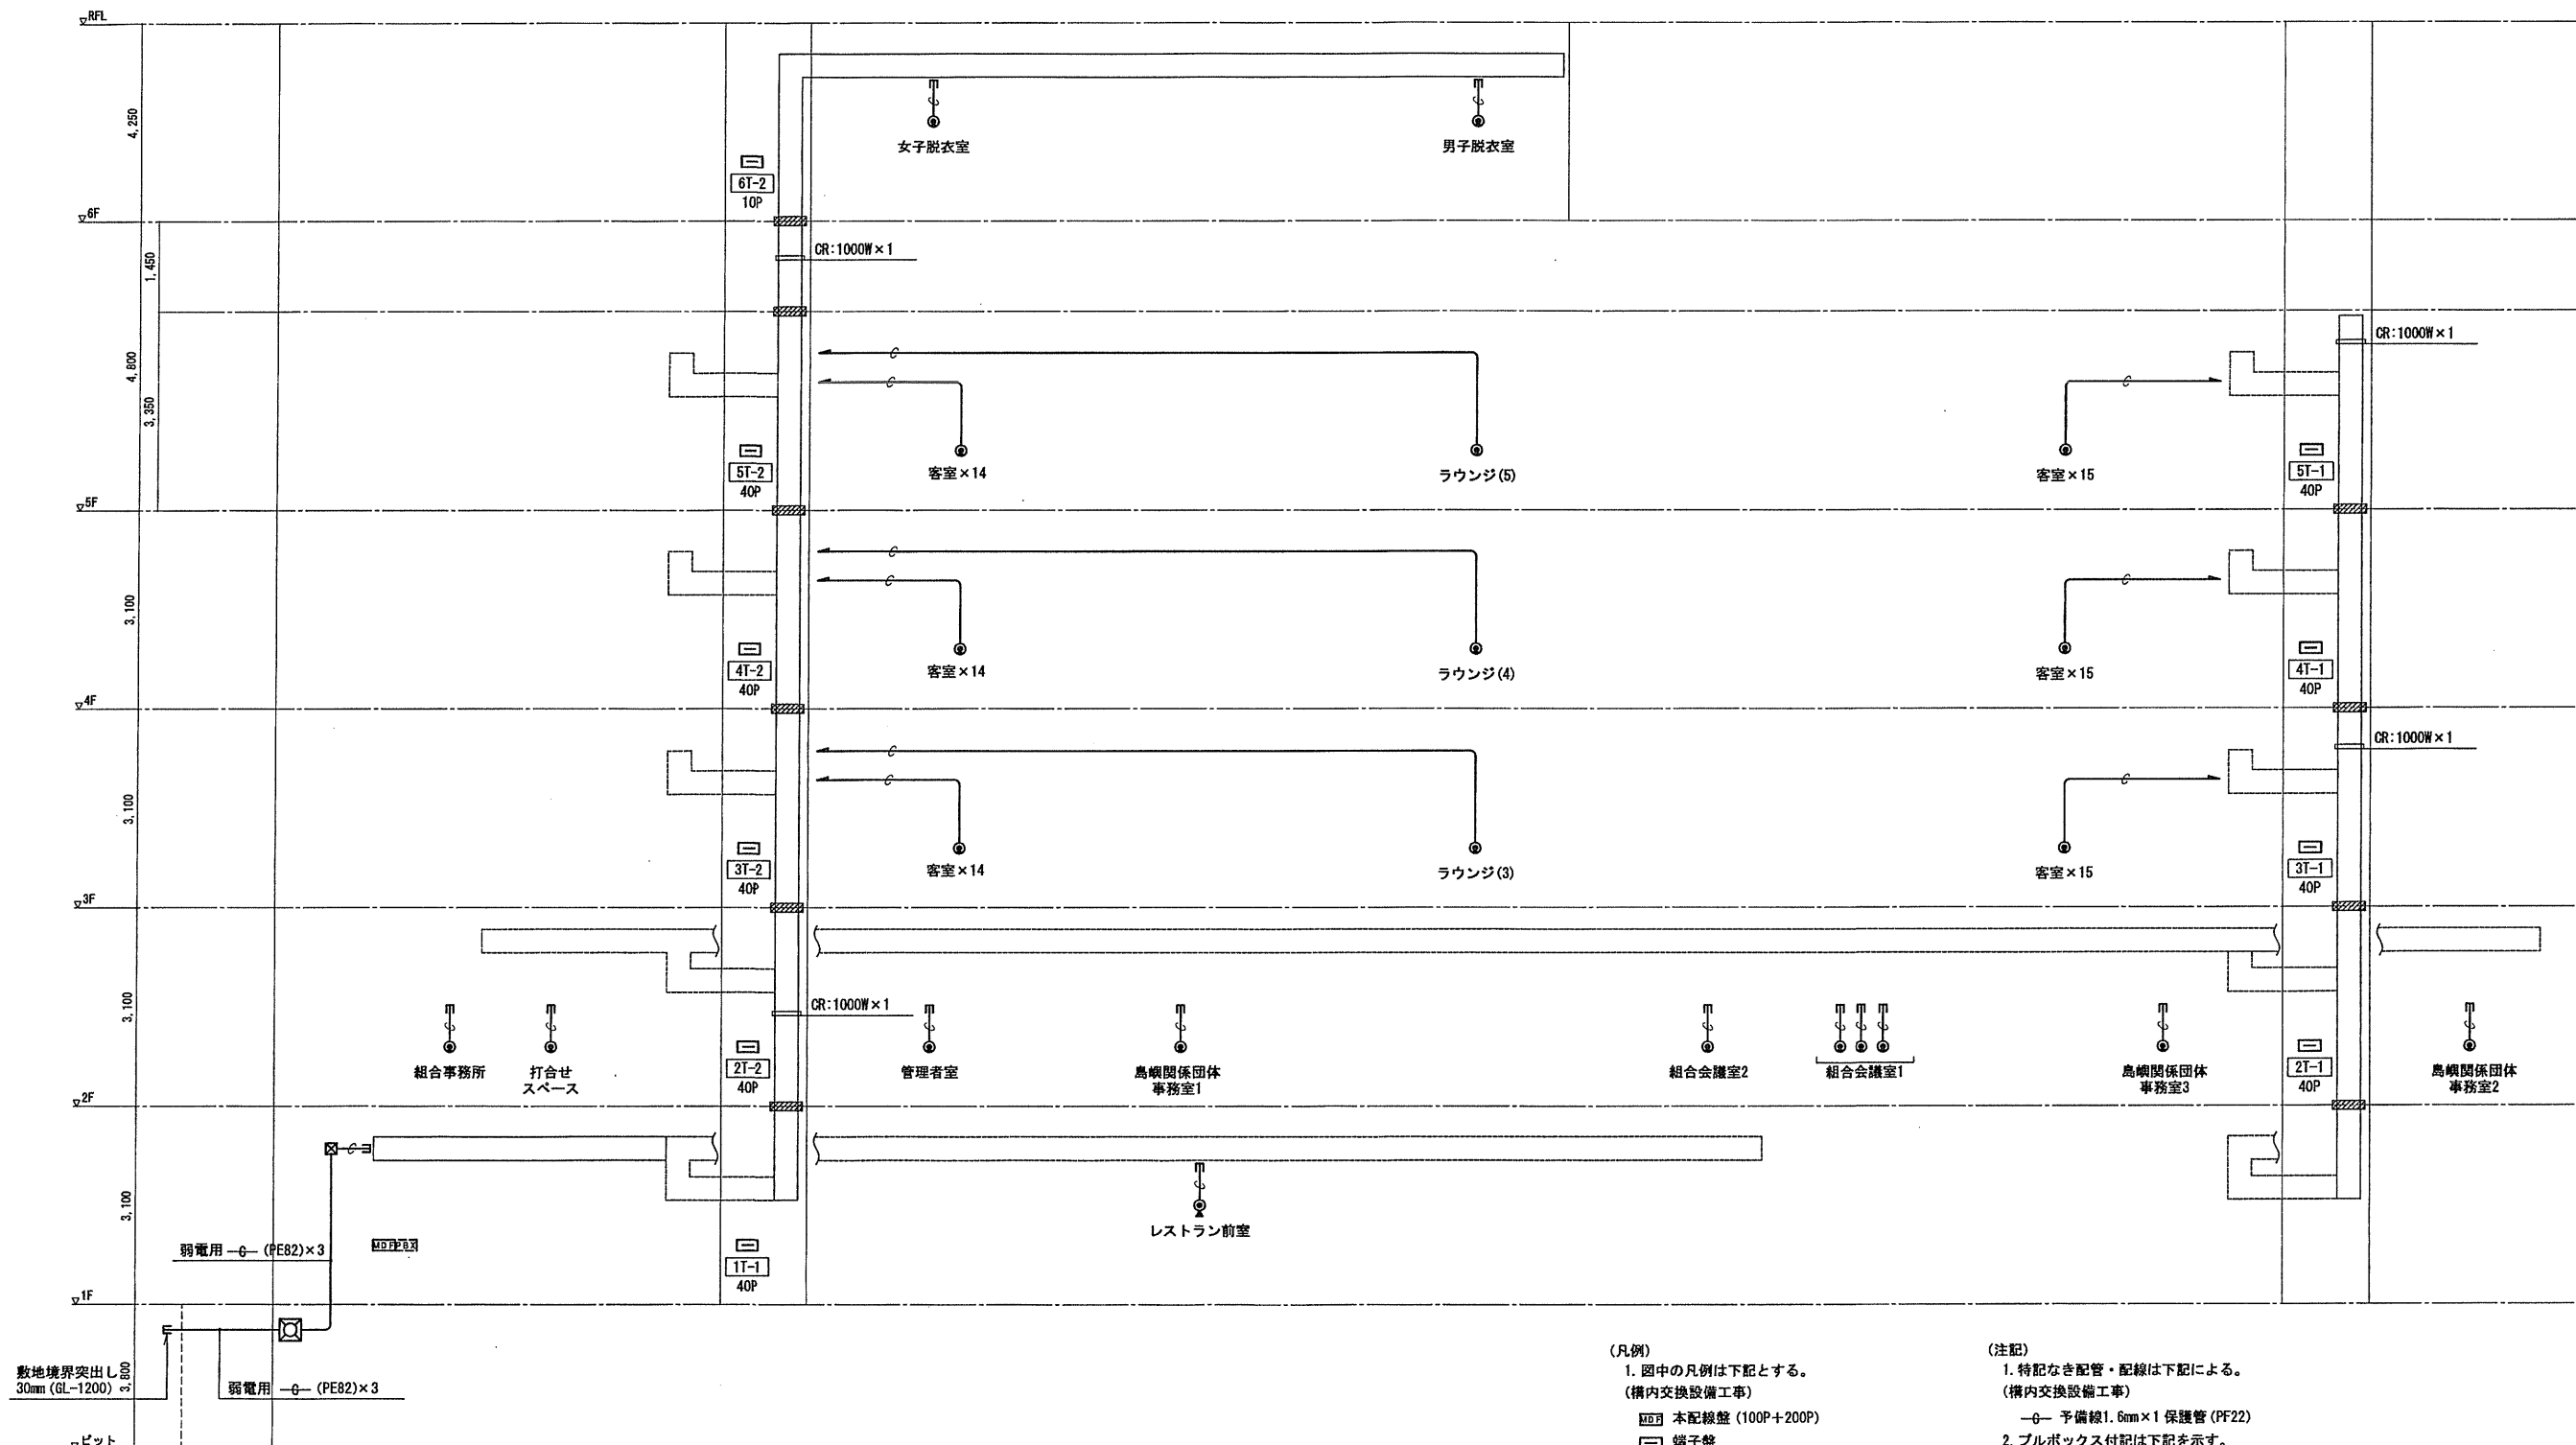 ▽RFL
4,250
女子脱衣室
男子脱衣室
6T-2
10P
▽6F
1,450
CR:1000W×1
CR:1000W×1
4,800
3,350
5T-2
40P
客室×14
ラウンジ(5)
客室×15
5T-1
40P
▽5F
3,100
4T-2
40P
客室×14
ラウンジ(4)
客室×15
4T-1
40P
▽4F
CR:1000W×1
3,100
3T-2
40P
客室×14
ラウンジ(3)
客室×15
3T-1
40P
▽3F
3,100
CR:1000W×1
組合事務所
打合せ
スペース
2T-2
40P
管理者室
島嶼関係団体
事務室1
組合会議室2
組合会議室1
島嶼関係団体
事務室3
2T-1
40P
島嶼関係団体
事務室2
▽2F
3,100
レストラン前室
弱電用 -C- (PE82)×3
MDF PBX
1T-1
40P
▽1F
敷地境界突出し
30mm(GL-1200)
3,800
弱電用 -C- (PE82)×3
▽ピット
(凡例)
1. 図中の凡例は下記とする。
(構内交換設備工事)
MDF 本配線盤 (100P+200P)
端子盤
(注記)
1. 特記なき配管・配線は下記による。
(構内交換設備工事)
-C- 予備線1.6mm×1 保護管(PF22)
2. プルボックス付記は下記を示す。